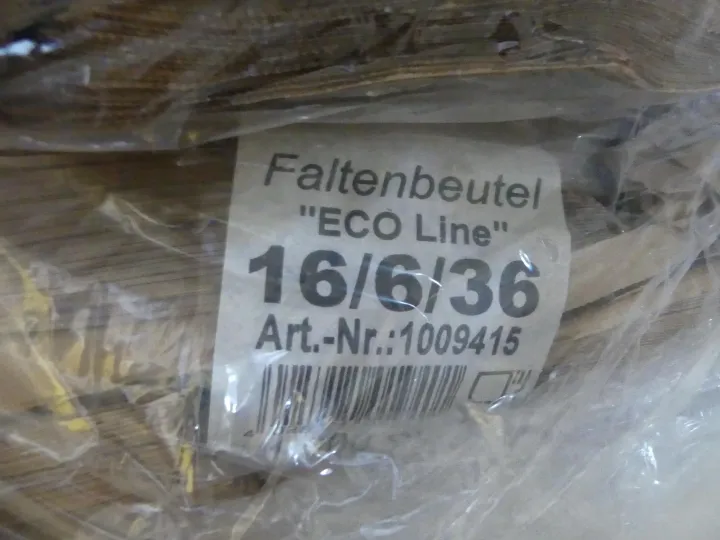 Faltenbeutel
"ECO Line"
16/6/36
Art.-Nr.:1009415